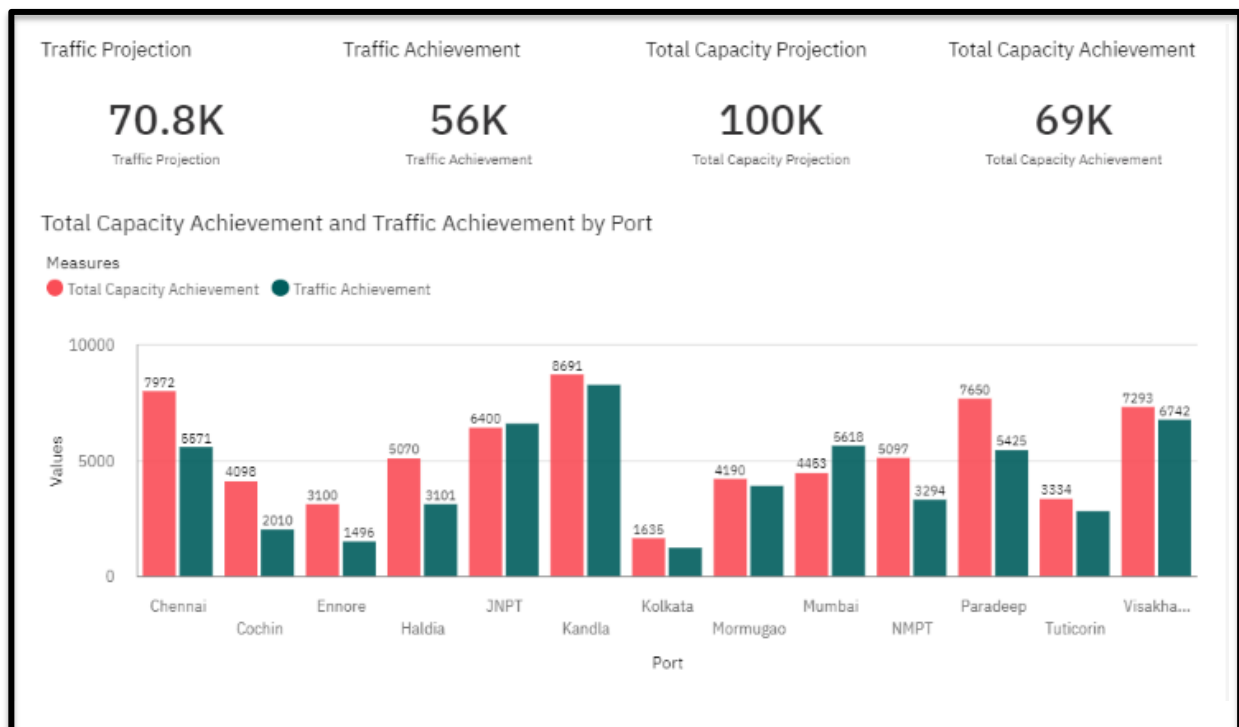 Traffic Projection Traffic Achievement Total Capacity Projection Total Capacity Achievement
70.8K 56K 100K 69K
Traffic Projection Traffic Achievement Total Capacity Projection Total Capacity Achievement
Total Capacity Achievement and Traffic Achievement by Port
Measures
Total Capacity Achievement Traffic Achievement
10000
5000
0
Values
7972 5571 4098 2010 3100 1496 5070 3101 6400 8691 1635 4190 4463 5618 5097 3294 7650 5425 3334 7293 6742
Chennai Ennore JNPT Kolkata Mumbai Paradeep Visakha...
Cochin Haldia Kandla Mormugao NMPT Tuticorin
Port